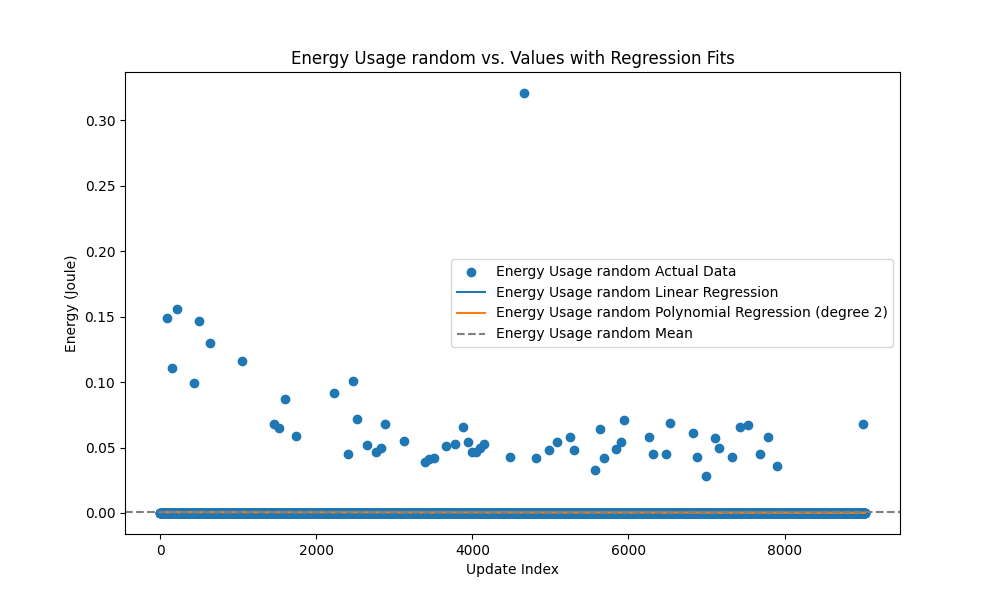 Energy Usage random vs. Values with Regression Fits
Energy (Joule)
0.30
0.25
0.20
0.15
0.10
0.05
0.00
Energy Usage random Actual Data
Energy Usage random Linear Regression
Energy Usage random Polynomial Regression (degree 2)
Energy Usage random Mean
0 2000 4000 6000 8000
Update Index